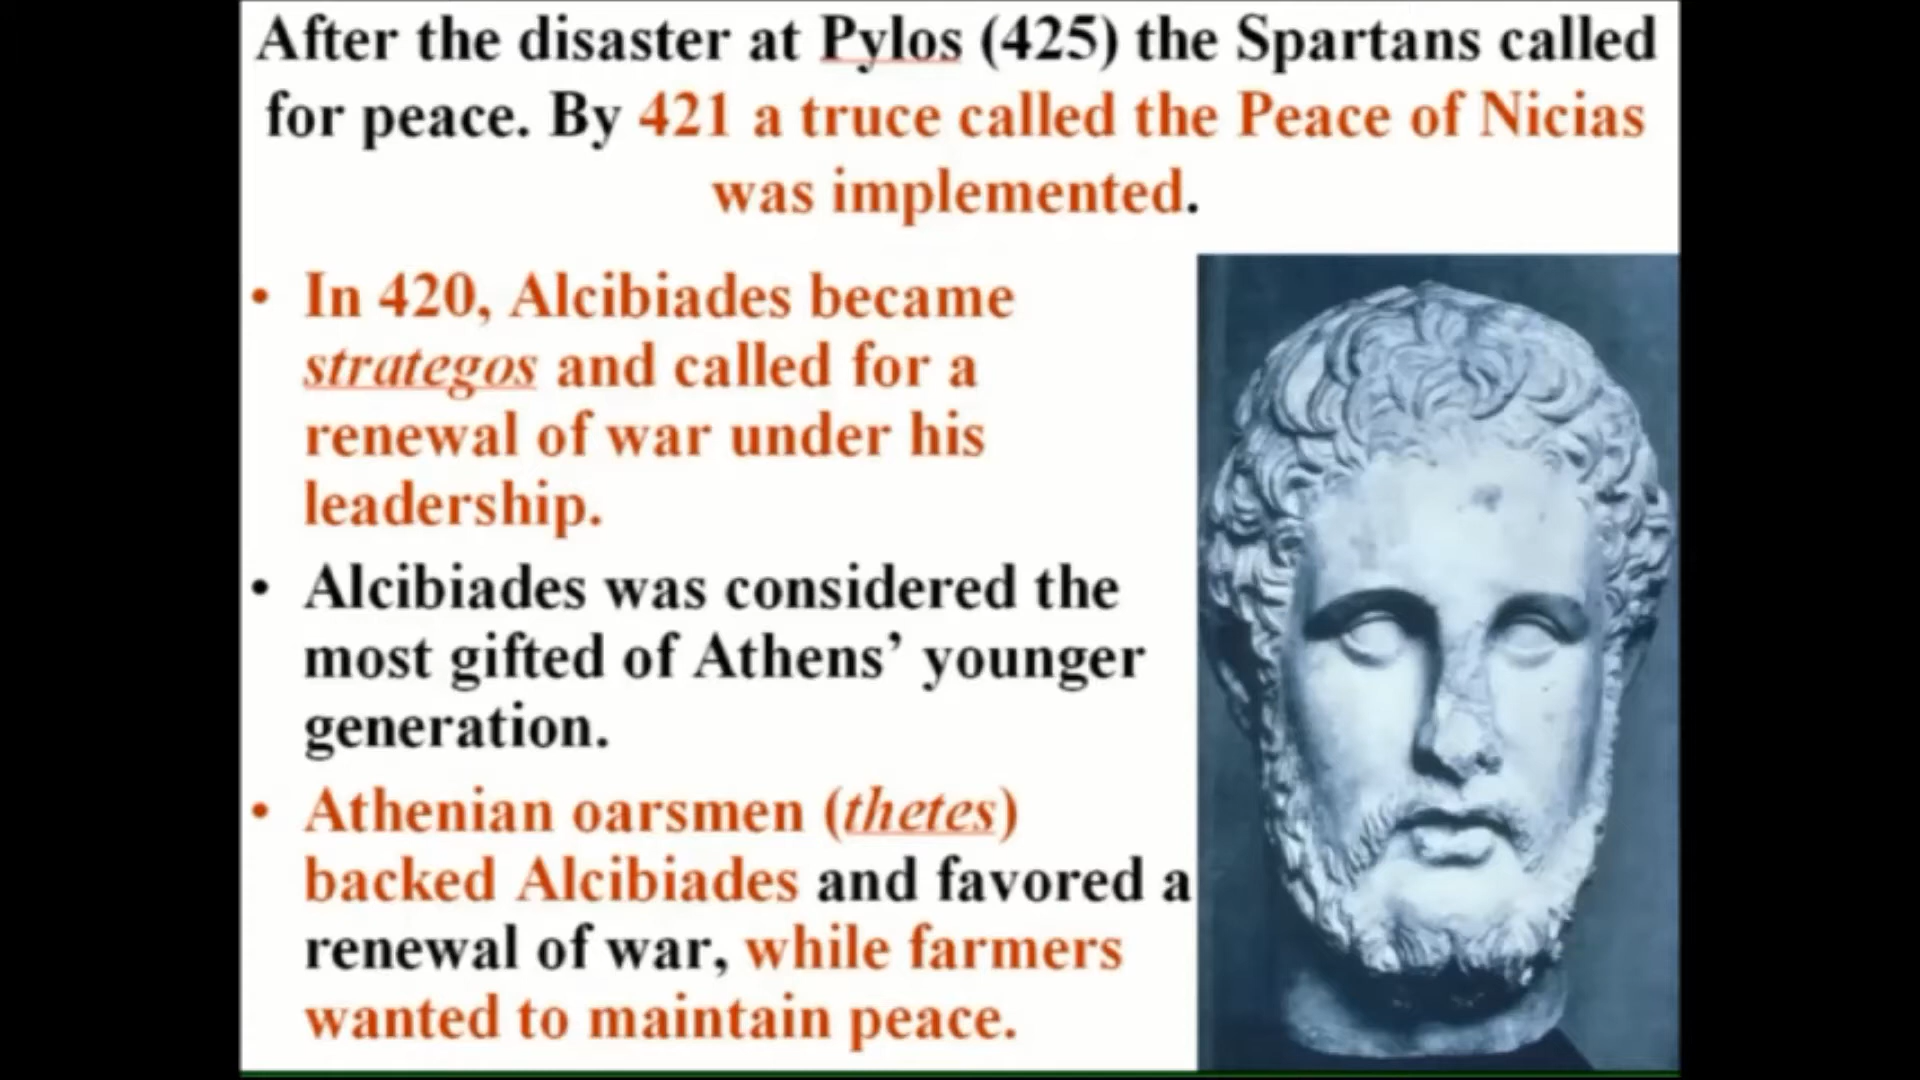 After the disaster at Pylos (425) the Spartans called
for peace. By 421 a truce called the Peace of Nicias
was implemented.
• In 420, Alcibiades became
strategos and called for a
renewal of war under his
leadership.
• Alcibiades was considered the
most gifted of Athens’ younger
generation.
• Athenian oarsmen (thetes)
backed Alcibiades and favored a
renewal of war, while farmers
wanted to maintain peace.